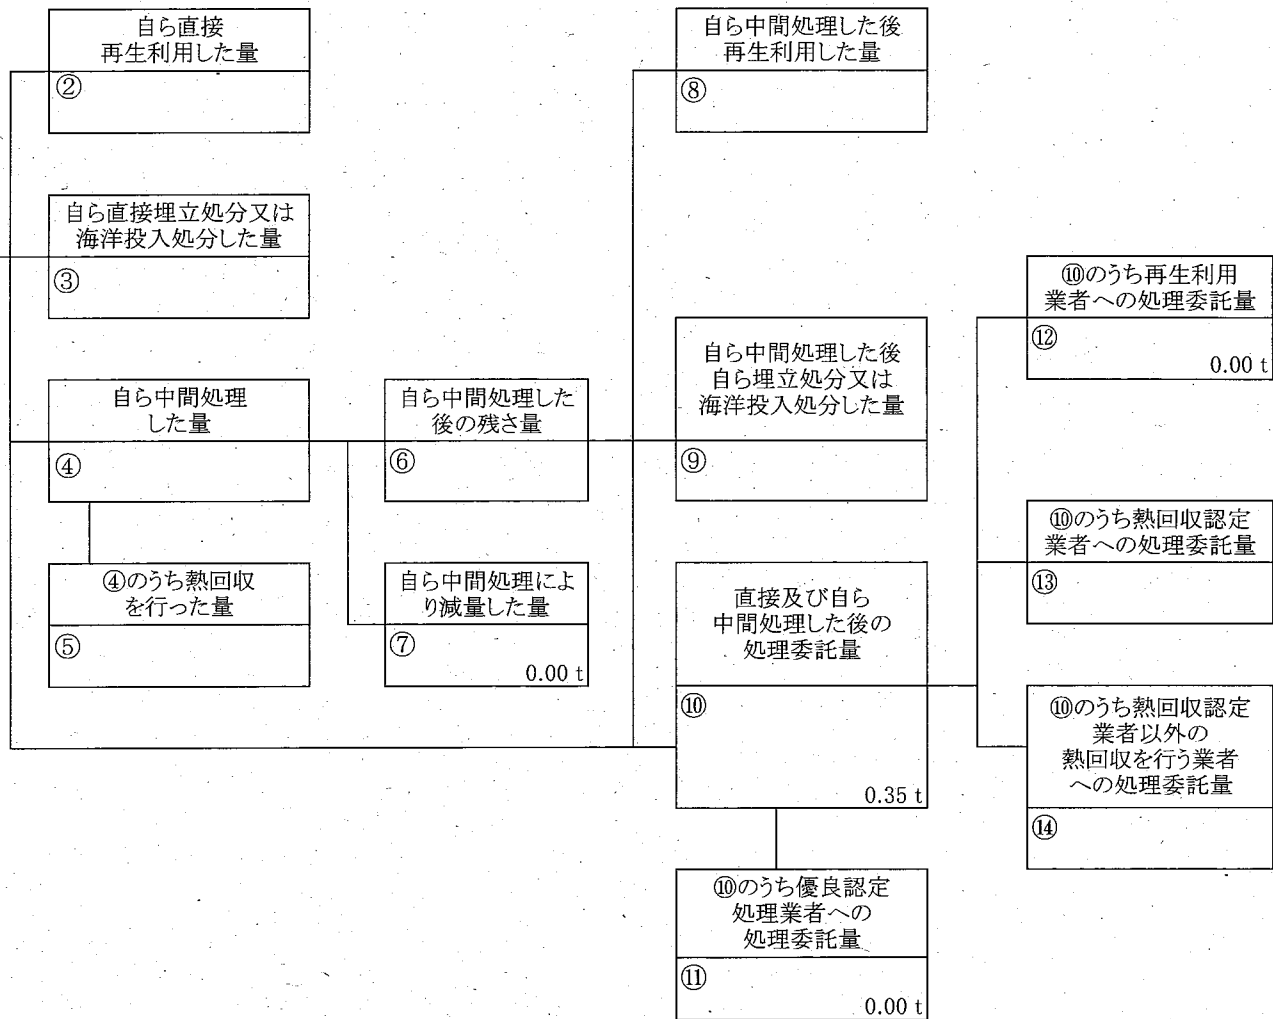 自ら直接
再生利用した量
②
自ら直接埋立処分又は
海洋投入処分した量
③
自ら中間処理
した量
④
④のうち熱回収
を行った量
⑤
自ら中間処理した
後の残さ量
⑥
自ら中間処理によ
り減量した量
⑦
0.00 t
自ら中間処理した後
再生利用した量
⑧
自ら中間処理した後
自ら埋立処分又は
海洋投入処分した量
⑨
直接及び自ら
中間処理した後の
処理委託量
⑩
0.35 t
⑩のうち優良認定
処理業者への
処理委託量
⑪
0.00 t
⑩のうち再生利用
業者への処理委託量
⑫
0.00 t
⑩のうち熱回収認定
業者への処理委託量
⑬
⑩のうち熱回収認定
業者以外の
熱回収を行う業者
への処理委託量
⑭